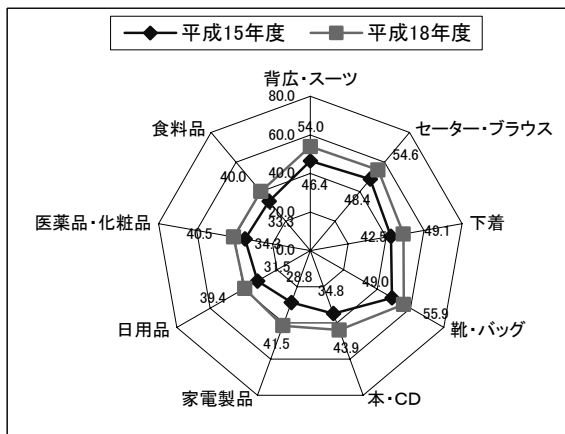 平成15年度 平成18年度
背広・スーツ
80.0
食料品
セーター・ブラウス
60.0
54.0
54.6
40.0
40.0
46.4
48.4
医薬品・化粧品
20.0
33.3
下着
40.5
34.3
0.0
42.5
49.1
31.5
28.8
34.8
49.0
39.4
55.9
日用品
41.5
43.9
靴・バッグ
家電製品
本・CD